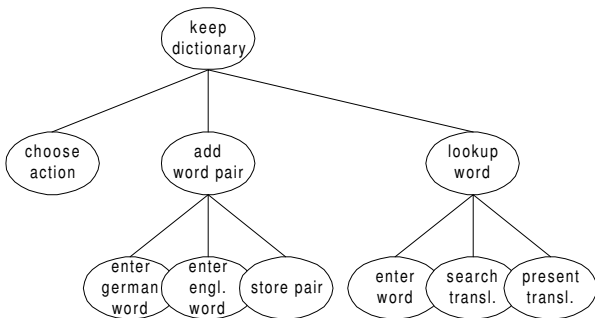 keep
dictionary
choose
action
add
word pair
lookup
word
enter
german
word
enter
engl.
word
store pair
enter
word
search
transl.
present
transl.